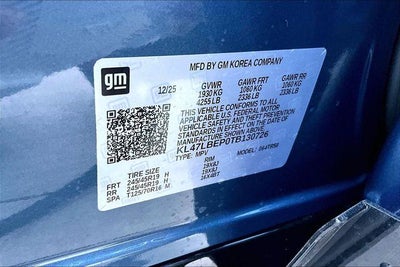 gm
MFD BY GM KOREA COMPANY
12/25 GVWR GAWR FRT GAWR RR
1930 KG 1060 KG 1060 KG
4255 LB 2336 LB 2336 LB
THIS VEHICLE CONFORMS TO ALL
APPLICABLE U.S. FEDERAL MOTOR
VEHICLE SAFETY AND THEFT PREVENTION
STANDARDS IN EFFECT ON THE DATE OF
MANUFACTURE SHOWN ABOVE.
KL47LBEP0TB130726
TYPE: MPV
TIRE SIZE RIM
FRT 245/45R19 H 19X8J
RR 245/45R19 H 19X8J
SPA T125/70R16 M 16X4BT